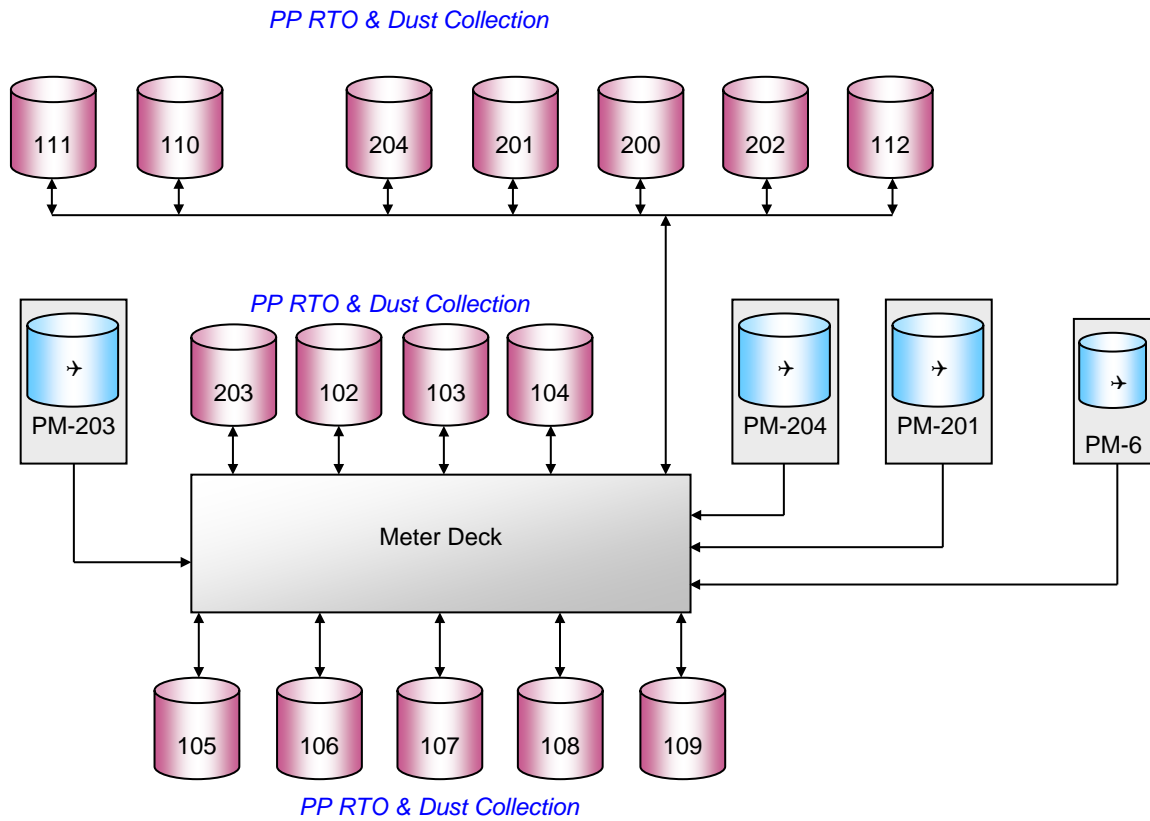 PP RTO & Dust Collection
111 110 204 201 200 202 112
PP RTO & Dust Collection
203 102 103 104
PM-203 PM-204 PM-201 PM-6
Meter Deck
105 106 107 108 109
PP RTO & Dust Collection